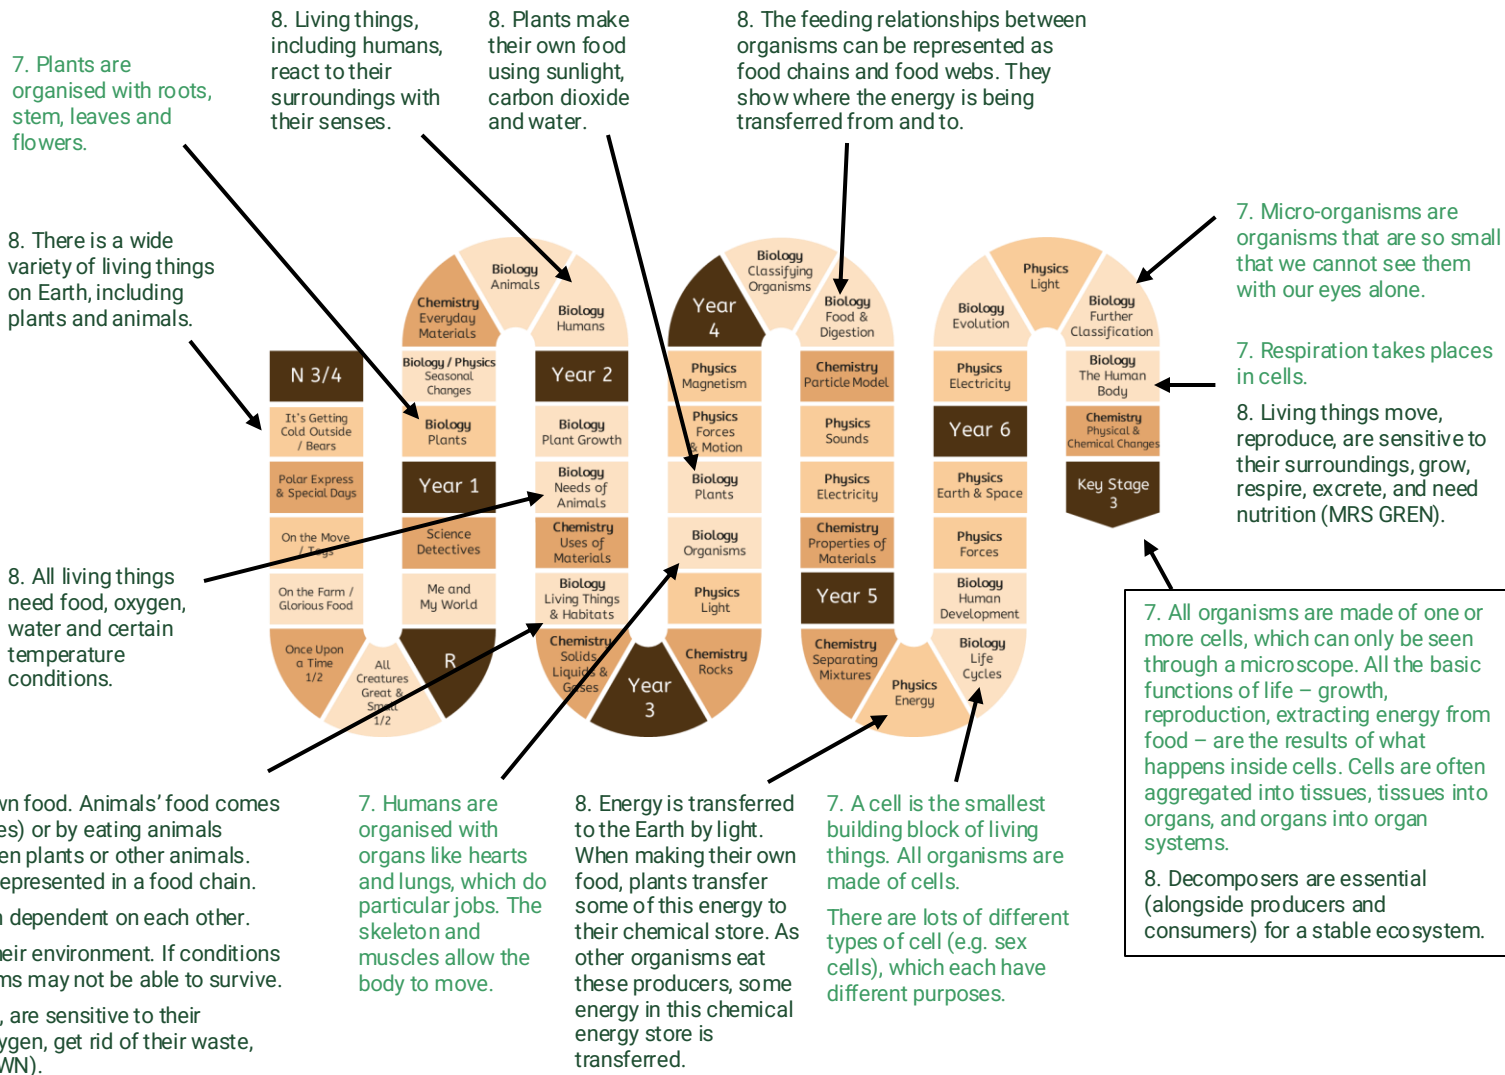 8. Living things,
including humans,
react to their
surroundings with
their senses.
8. Plants make
their own food
using sunlight,
carbon dioxide
and water.
8. The feeding relationships between
organisms can be represented as
food chains and food webs. They
show where the energy is being
transferred from and to.
7. Plants are
organised with roots,
stem, leaves and
flowers.
8. There is a wide
variety of living things
on Earth, including
plants and animals.
7. Micro-organisms are
organisms that are so small
that we cannot see them
with our eyes alone.
7. Respiration takes places
in cells.
8. Living things move,
reproduce, are sensitive to
their surroundings, grow,
respire, excrete, and need
nutrition (MRS GREN).
8. All living things
need food, oxygen,
water and certain
temperature
conditions.
N 3/4
It's Getting
Cold Outside
/ Bears
Polar Express
& Special Days
On the Move
/ Toys
On the Farm /
Glorious Food
Once Upon
a Time
1/2
All
Creatures
Great &
Small
1/2
R
Me and
My World
Science
Detectives
Year 1
Biology
Plants
Biology / Physics
Seasonal
Changes
Chemistry
Everyday
Materials
Biology
Animals
Biology
Humans
Year 2
Biology
Plant Growth
Biology
Needs of
Animals
Chemistry
Uses of
Materials
Biology
Living Things
& Habitats
Chemistry
Solids,
Liquids &
Gases
Year
3
Chemistry
Rocks
Physics
Light
Biology
Organisms
Biology
Plants
Physics
Forces
& Motion
Physics
Magnetism
Year
4
Biology
Classifying
Organisms
Biology
Food &
Digestion
Chemistry
Particle Model
Physics
Sounds
Physics
Electricity
Chemistry
Properties of
Materials
Year 5
Chemistry
Separating
Mixtures
Physics
Energy
Biology
Life
Cycles
Biology
Human
Development
Physics
Forces
Physics
Earth & Space
Year 6
Physics
Electricity
Biology
Evolution
Physics
Light
Biology
Further
Classification
Biology
The Human
Body
Chemistry
Physical &
Chemical Changes
Key Stage
3
7. All organisms are made of one or
more cells, which can only be seen
through a microscope. All the basic
functions of life – growth,
reproduction, extracting energy from
food – are the results of what
happens inside cells. Cells are often
aggregated into tissues, tissues into
organs, and organs into organ
systems.
8. Decomposers are essential
(alongside producers and
consumers) for a stable ecosystem.
wn food. Animals' food comes
es) or by eating animals
en plants or other animals.
epresented in a food chain.
n dependent on each other.
heir environment. If conditions
ms may not be able to survive.
, are sensitive to their
ygen, get rid of their waste,
WN).
7. Humans are
organised with
organs like hearts
and lungs, which do
particular jobs. The
skeleton and
muscles allow the
body to move.
8. Energy is transferred
to the Earth by light.
When making their own
food, plants transfer
some of this energy to
their chemical store. As
other organisms eat
these producers, some
energy in this chemical
energy store is
transferred.
7. A cell is the smallest
building block of living
things. All organisms are
made of cells.
There are lots of different
types of cell (e.g. sex
cells), which each have
different purposes.